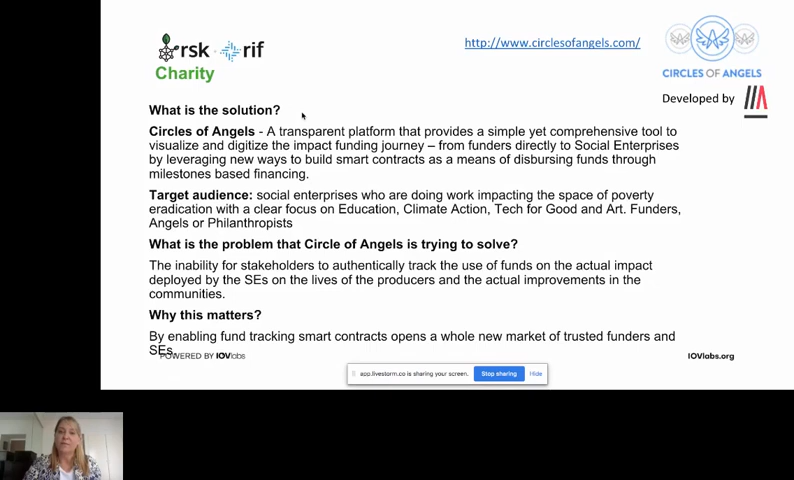 rsk rif
http://www.circlesofangels.com/
Charity
CIRCLES OF ANGELS
Developed by
What is the solution?
Circles of Angels - A transparent platform that provides a simple yet comprehensive tool to
visualize and digitize the impact funding journey – from funders directly to Social Enterprises
by leveraging new ways to build smart contracts as a means of disbursing funds through
milestones based financing.
Target audience: social enterprises who are doing work impacting the space of poverty
eradication with a clear focus on Education, Climate Action, Tech for Good and Art. Funders,
Angels or Philanthropists
What is the problem that Circle of Angels is trying to solve?
The inability for stakeholders to authentically track the use of funds on the actual impact
deployed by the SEs on the lives of the producers and the actual improvements in the
communities.
Why this matters?
By enabling fund tracking smart contracts opens a whole new market of trusted funders and
SEs.
POWERED BY IOVlabs
IOVlabs.org
app.livestorm.co is sharing your screen.
Stop sharing
Hide